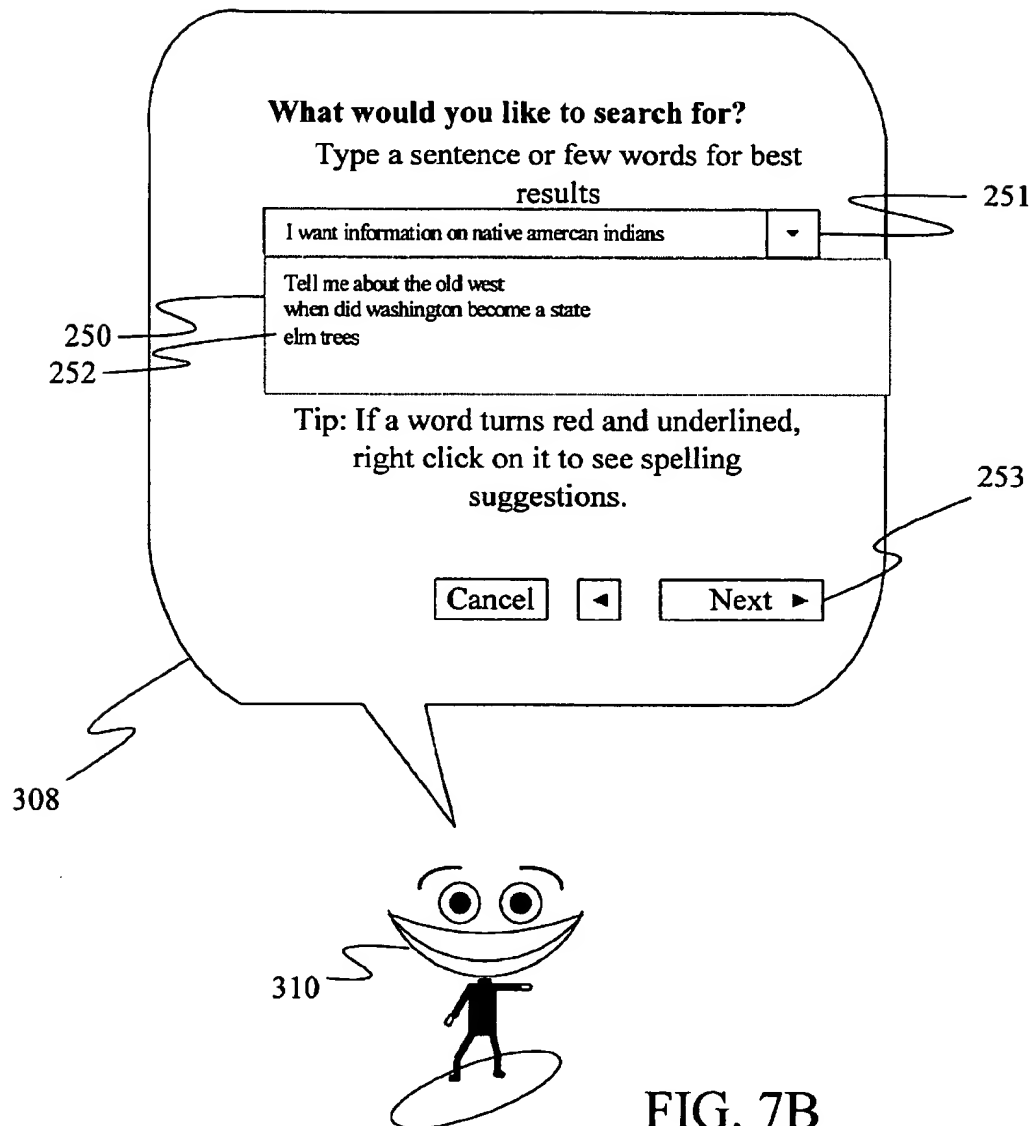 What would you like to search for?
Type a sentence or few words for best
results
251
I want information on native amercan indians
Tell me about the old west
when did washington become a state
250
elm trees
252
Tip: If a word turns red and underlined,
right click on it to see spelling
suggestions.
253
Cancel ◄ Next ►
308
310
FIG. 7B